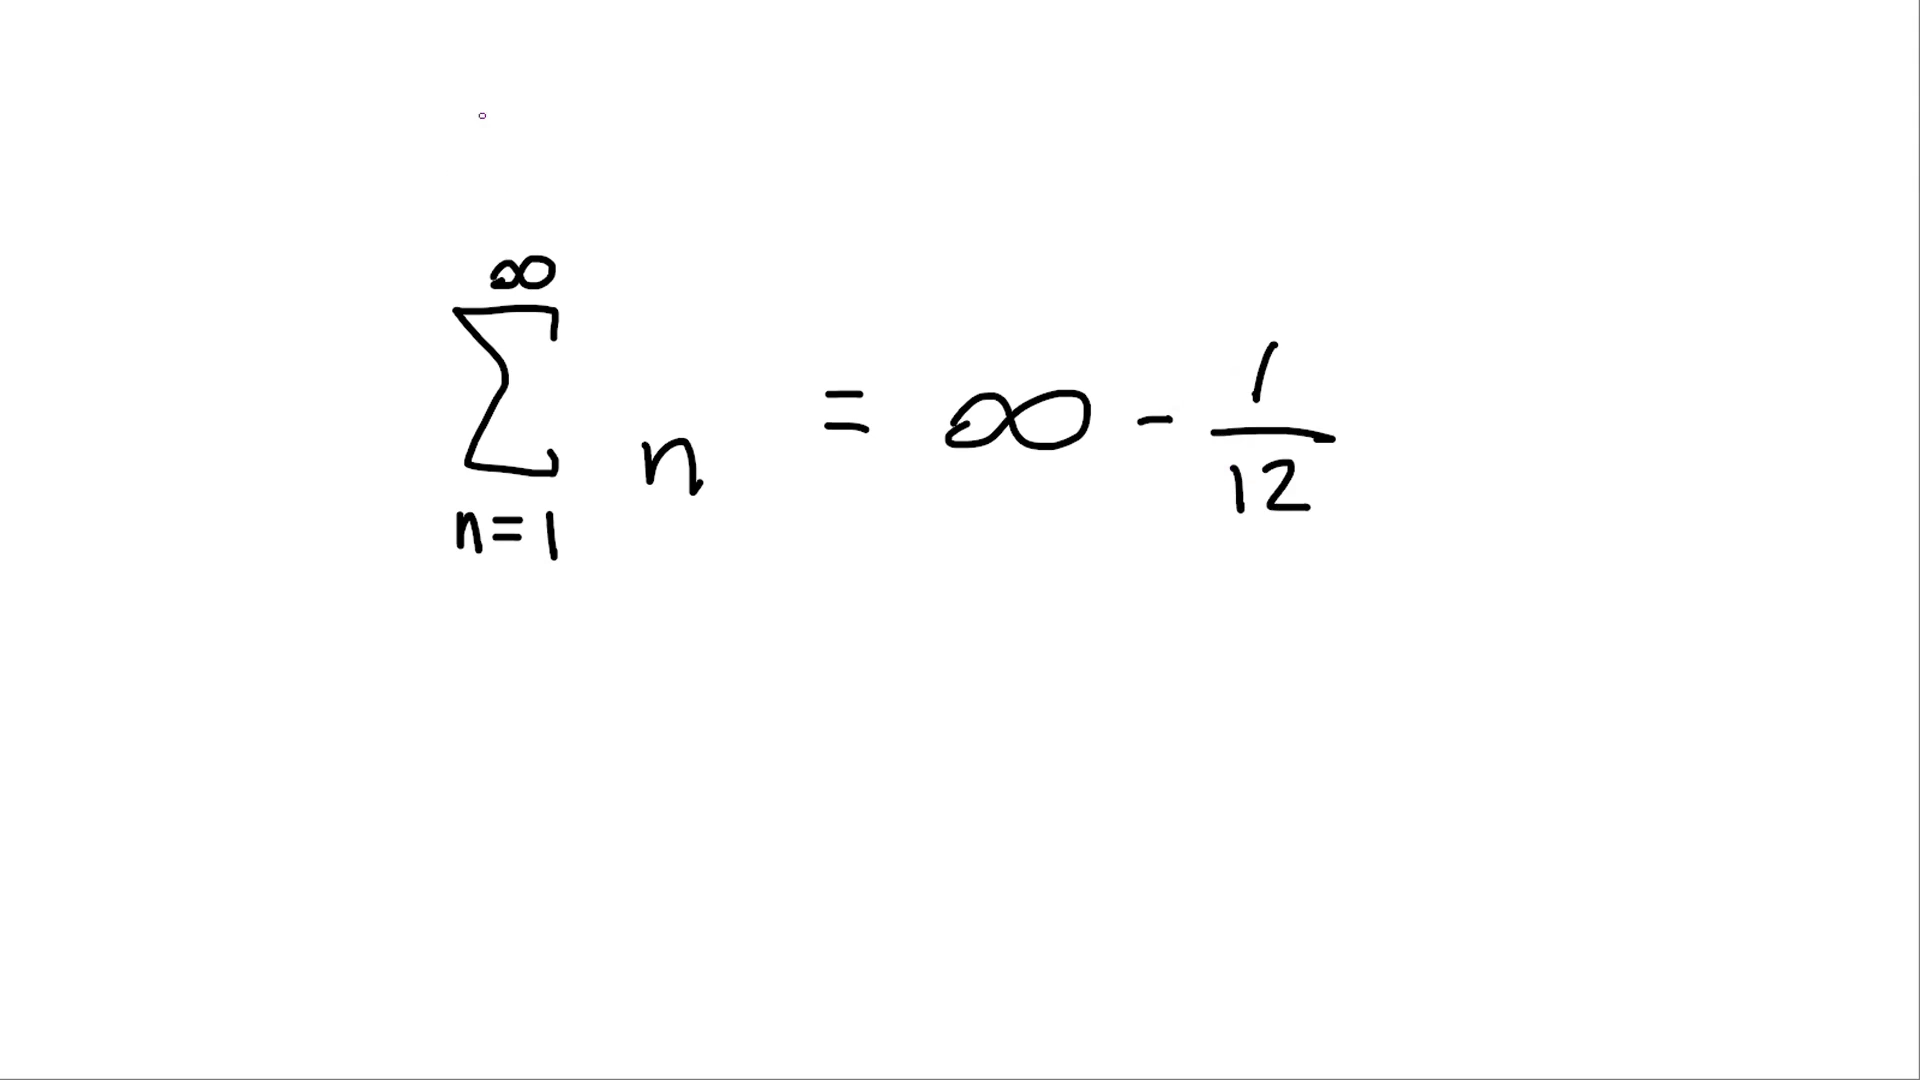 ∞
∑ n = ∞ - 1/12
n=1